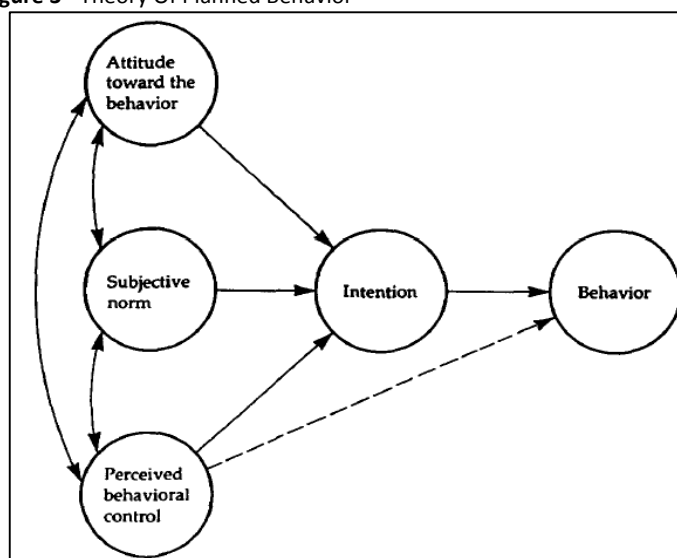 Theory Of Planned Behavior
Attitude
toward the
behavior
Subjective
norm
Intention
Behavior
Perceived
behavioral
control